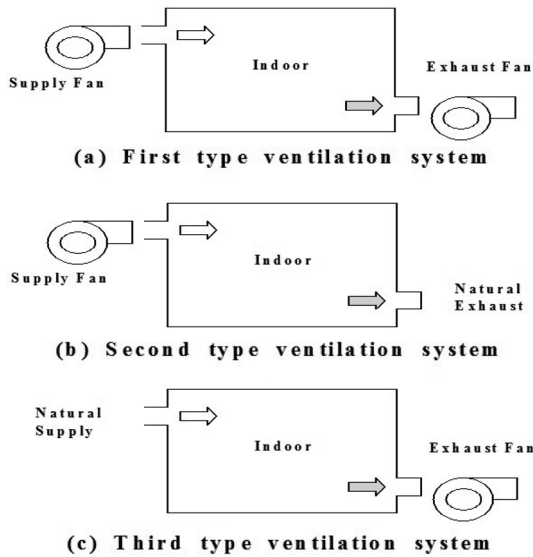 Indoor
Supply Fan
Exhaust Fan
(a) First type ventilation system
Indoor
Supply Fan
Natural
Exhaust
(b) Second type ventilation system
Natural
Supply
Indoor
Exhaust Fan
(c) Third type ventilation system